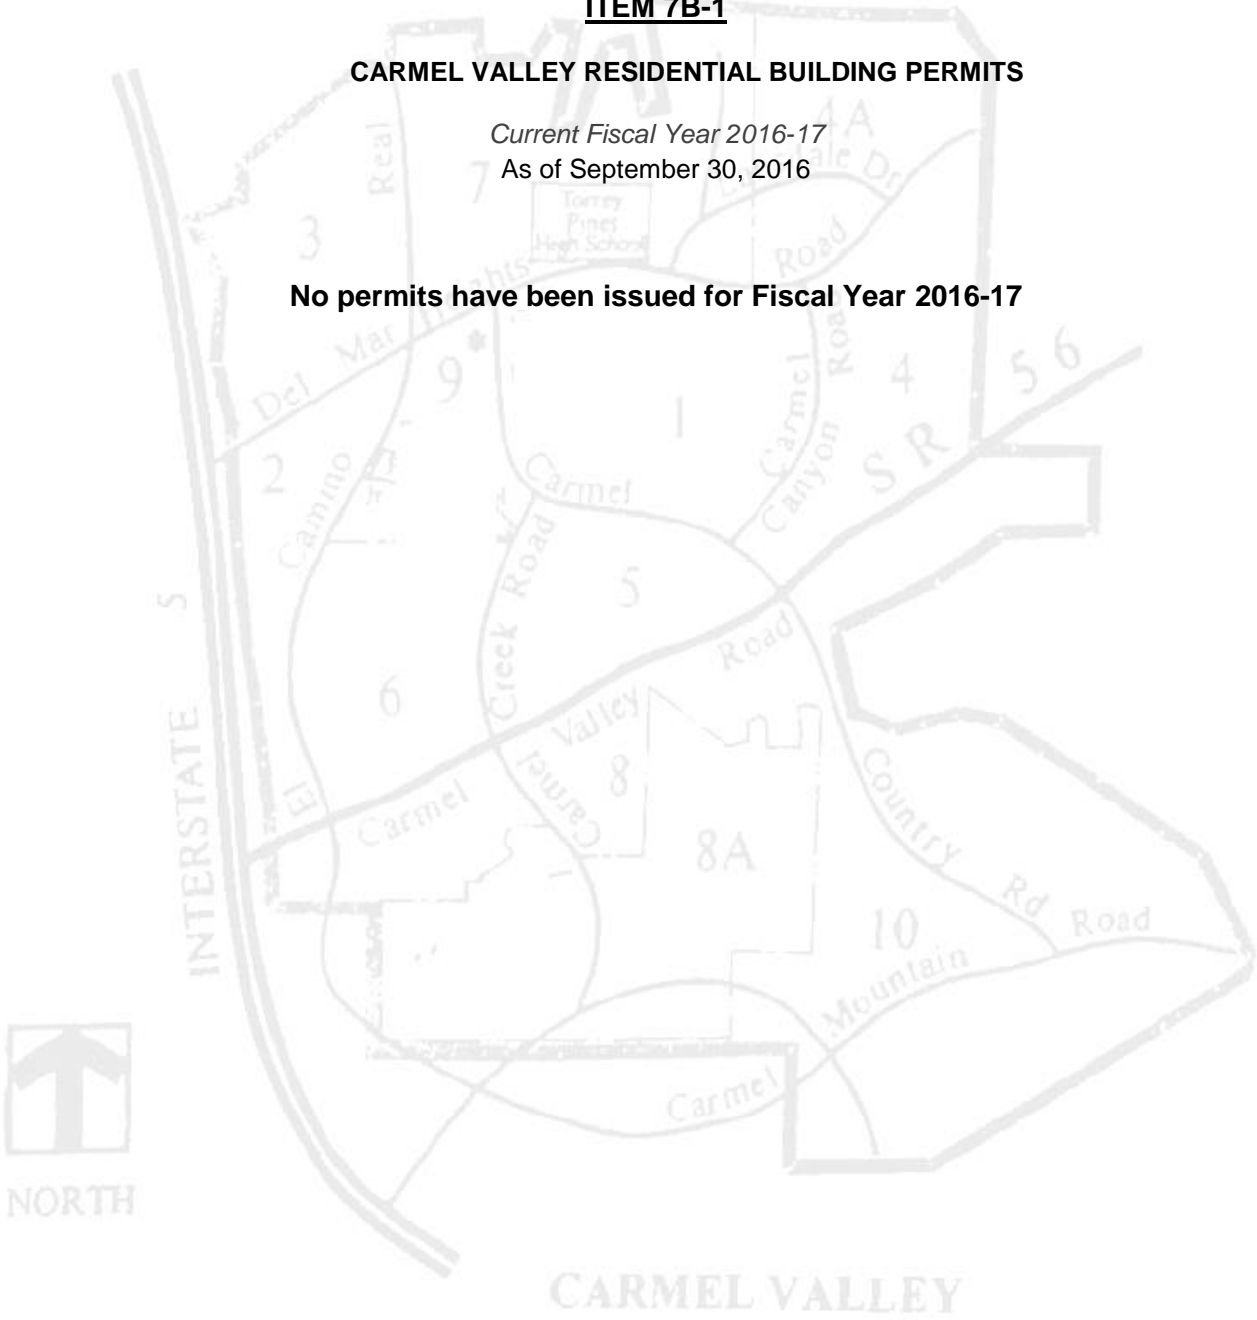 ITEM 7B-1
CARMEL VALLEY RESIDENTIAL BUILDING PERMITS
Current Fiscal Year 2016-17
As of September 30, 2016
No permits have been issued for Fiscal Year 2016-17
4A
Real
7
Dr
Torrey
Pines
High School
3
Road
Del Mar Heights
Road
9
4
56
1
Carmel
Canyon
SR
2
Camino
Carmel
Creek Road
5
5
Road
6
Valley
INTERSTATE
8
El
Carmel
Carmel
Country
8A
Rd
Road
10
Mountain
Carmel
NORTH
CARMEL VALLEY